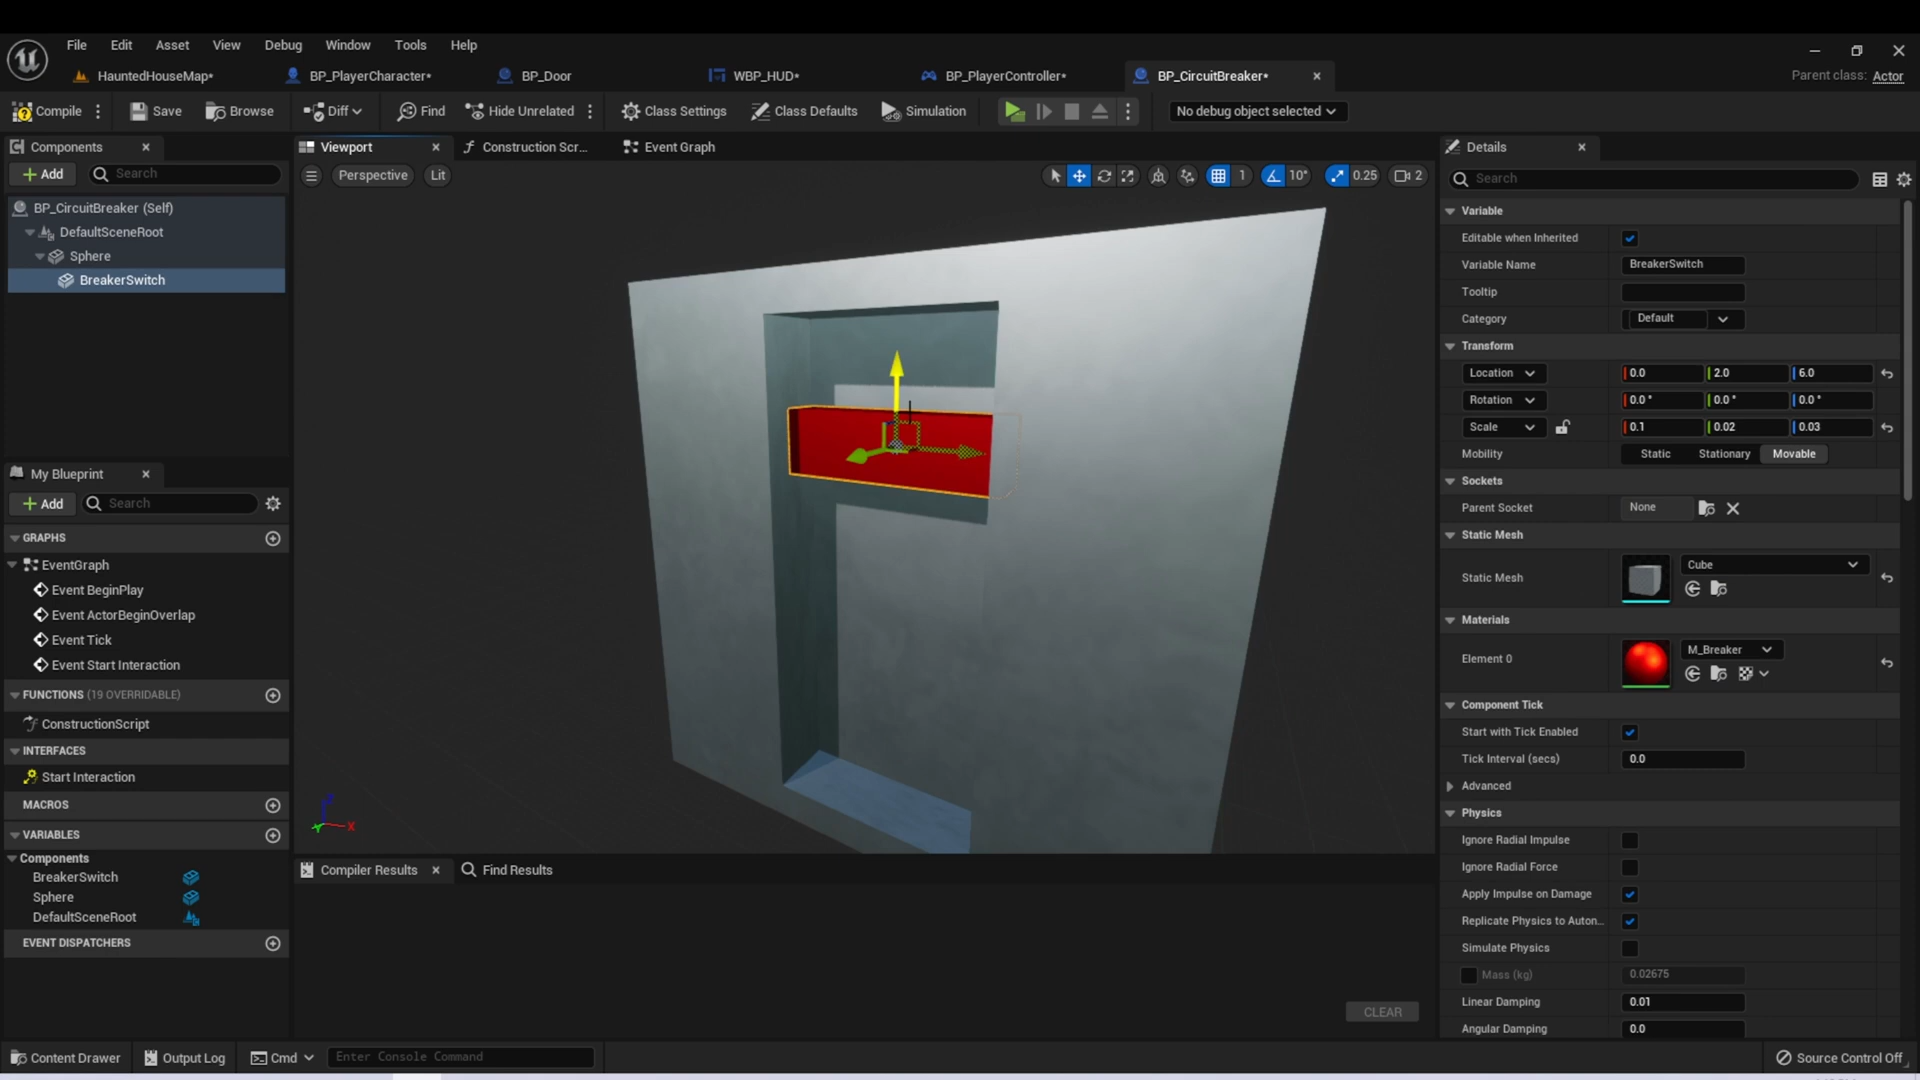 File Edit Asset View Debug Window Tools Help
HauntedHouseMap* BP_PlayerCharacter* BP_Door WBP_HUD* BP_PlayerController* BP_CircuitBreaker* Parent class: Actor
Compile Save Browse Diff Find Hide Unrelated Class Settings Class Defaults Simulation No debug object selected
Components
Add Search
BP_CircuitBreaker (Self)
DefaultSceneRoot
Sphere
BreakerSwitch
My Blueprint
Add Search
GRAPHS
EventGraph
Event BeginPlay
Event ActorBeginOverlap
Event Tick
Event Start Interaction
FUNCTIONS (19 OVERRIDABLE)
ConstructionScript
INTERFACES
Start Interaction
MACROS
VARIABLES
Components
BreakerSwitch
Sphere
DefaultSceneRoot
EVENT DISPATCHERS
Viewport Construction Scr... Event Graph
Perspective Lit 1 10° 0.25 2
Z
Y X
Compiler Results Find Results
CLEAR
Details
Search
Variable
Editable when Inherited
Variable Name BreakerSwitch
Tooltip
Category Default
Transform
Location 0.0 2.0 6.0
Rotation 0.0° 0.0° 0.0°
Scale 0.1 0.02 0.03
Mobility Static Stationary Movable
Sockets
Parent Socket None
Static Mesh
Static Mesh Cube
Materials
Element 0 M_Breaker
Component Tick
Start with Tick Enabled
Tick Interval (secs) 0.0
Advanced
Physics
Ignore Radial Impulse
Ignore Radial Force
Apply Impulse on Damage
Replicate Physics to Auton...
Simulate Physics
Mass (kg) 0.02675
Linear Damping 0.01
Angular Damping 0.0
Content Drawer Output Log Cmd Enter Console Command Source Control Off